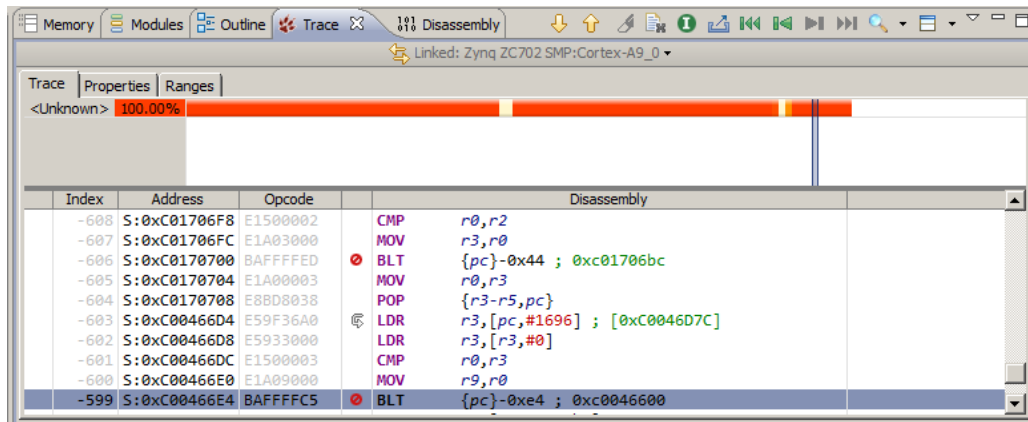 Memory Modules Outline Trace Disassembly
Linked: Zynq ZC702 SMP:Cortex-A9_0
Trace Properties Ranges
<Unknown> 100.00%
Index Address Opcode Disassembly
-608 S:0xC01706F8 E1500002 CMP r0,r2
-607 S:0xC01706FC E1A03000 MOV r3,r0
-606 S:0xC0170700 BAFFFFED BLT {pc}-0x44 ; 0xc01706bc
-605 S:0xC0170704 E1A00003 MOV r0,r3
-604 S:0xC0170708 E8BD8038 POP {r3-r5,pc}
-603 S:0xC00466D4 E59F36A0 LDR r3,[pc,#1696] ; [0xC0046D7C]
-602 S:0xC00466D8 E5933000 LDR r3,[r3,#0]
-601 S:0xC00466DC E1500003 CMP r0,r3
-600 S:0xC00466E0 E1A09000 MOV r9,r0
-599 S:0xC00466E4 BAFFFFC5 BLT {pc}-0xe4 ; 0xc0046600